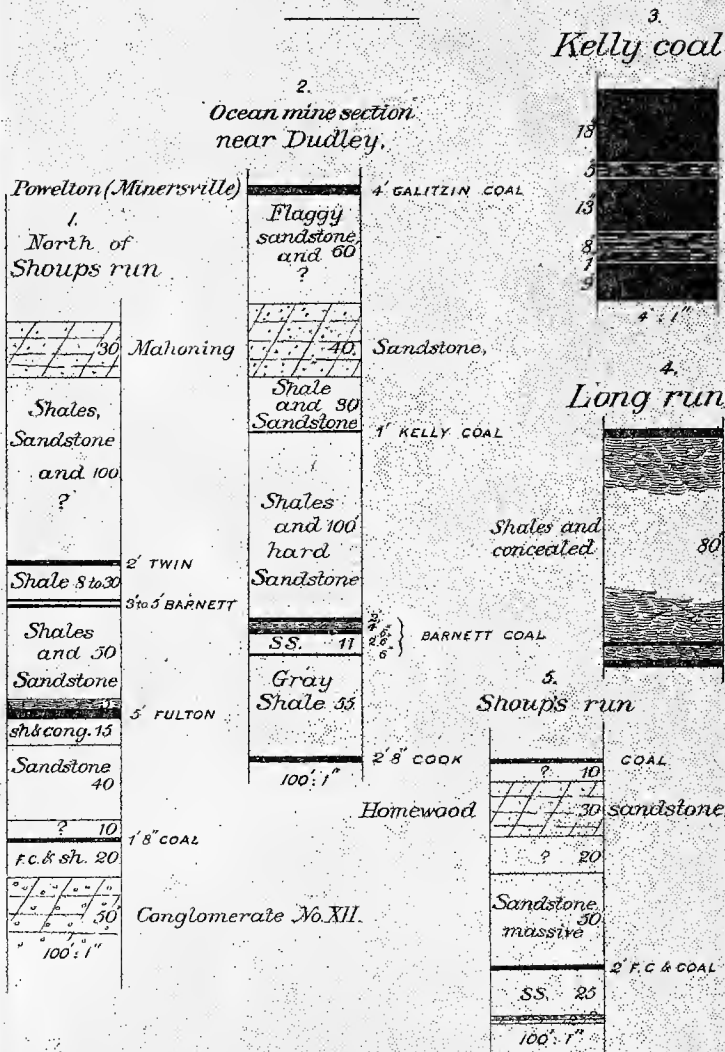 3.
Kelly coal
18"
5"
13"
8"
1"
9"
4' : 1"
2.
Ocean mine section
near Dudley.
4' GALITZIN COAL
Flaggy
sandstone,
and 60
?
40.
Sandstone,
Shale
and 30
Sandstone
1' KELLY COAL
Shales
and 100'
hard
Sandstone
BARNETT COAL
SS. 11
Gray
Shale 55.
2' 8" COOK
100' : 1"
Powelton (Minersville)
1.
North of
Shoups run
30'
Mahoning
Shales,
Sandstone
and 100
?
2' TWIN
Shale 8 to 30
3' to 5' BARNETT
Shales
and 50
Sandstone
5' FULTON
sh & cong. 15
Sandstone
40
? 10
1' 8" COAL
F.C. & sh. 20
50
Conglomerate No. XII.
100' : 1"
4.
Long run
Shales and
concealed
80'
5.
Shoup's run
COAL
? 10
Homewood
30
sandstone
? 20
Sandstone
massive 50
2' F.C & COAL
SS. 25
100' : 1"